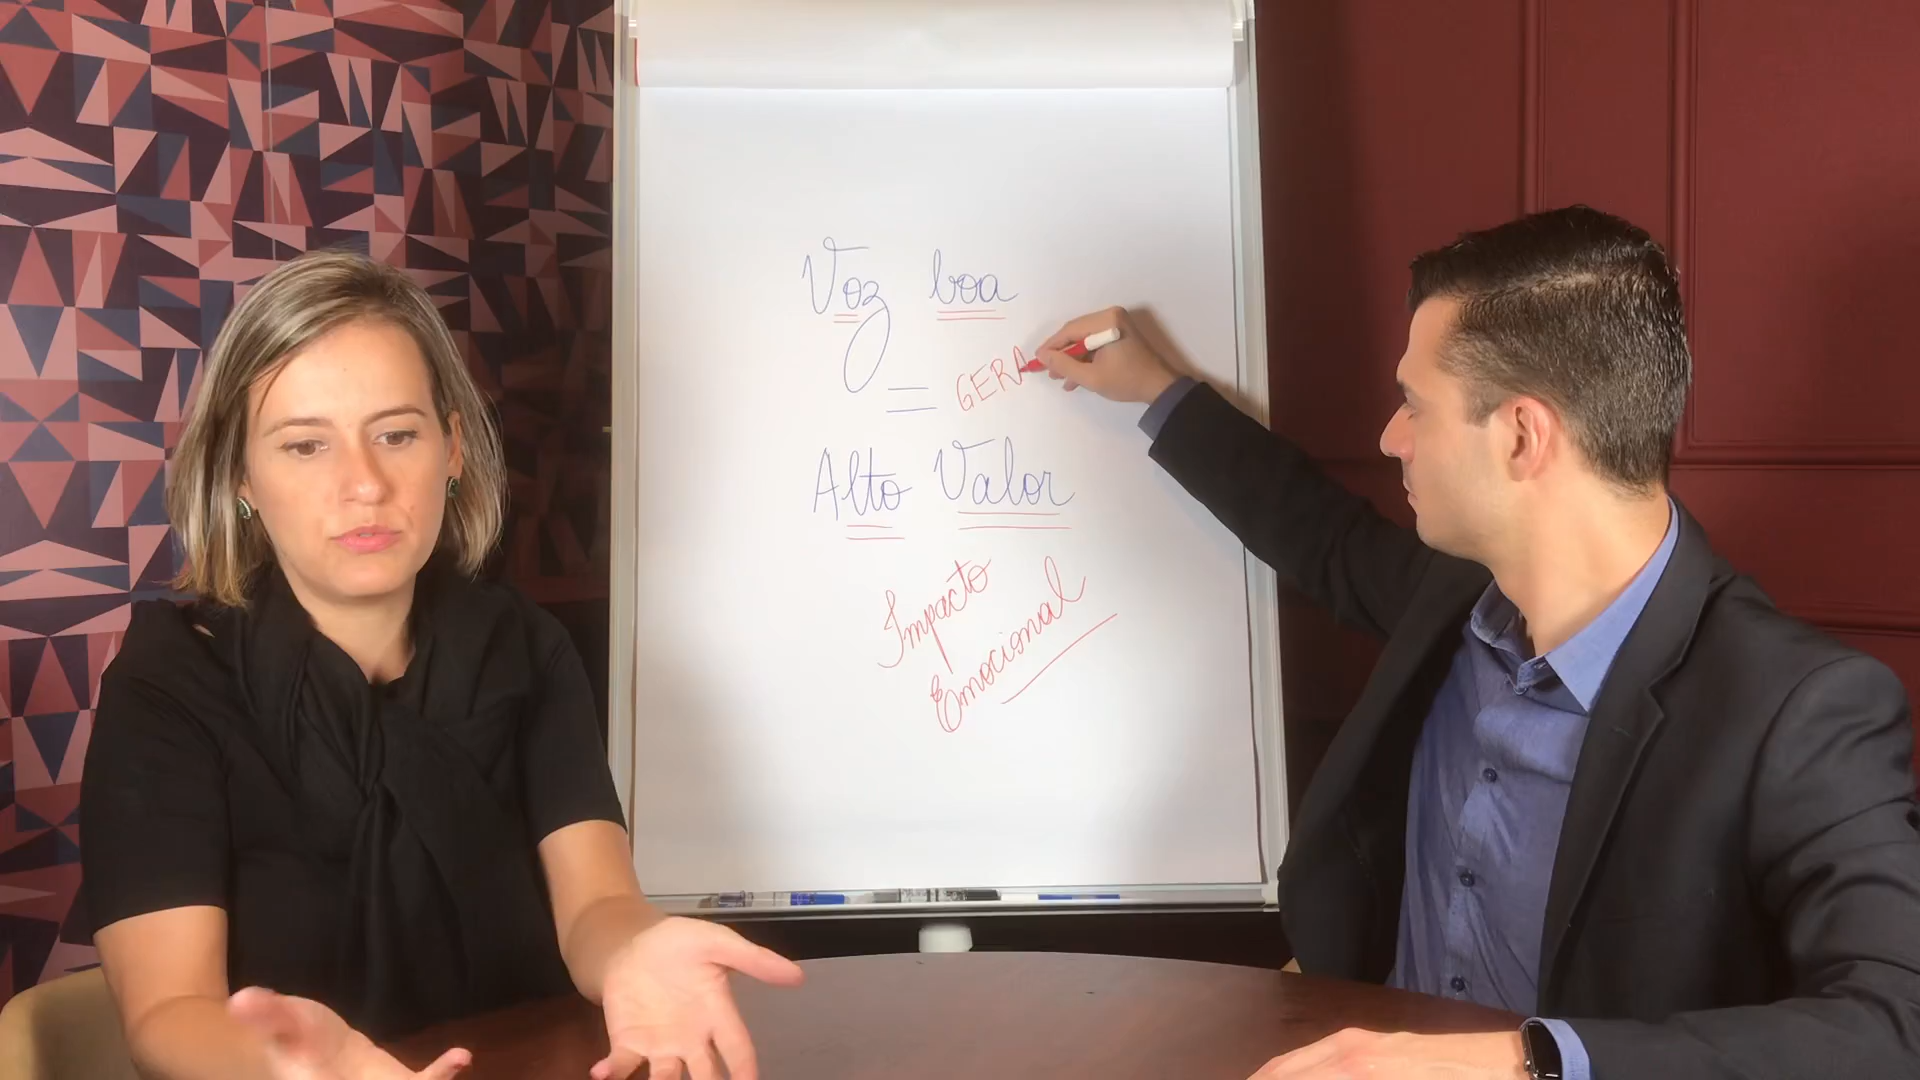 Voz boa
= GERA
Alto Valor
Impacto
Emocional